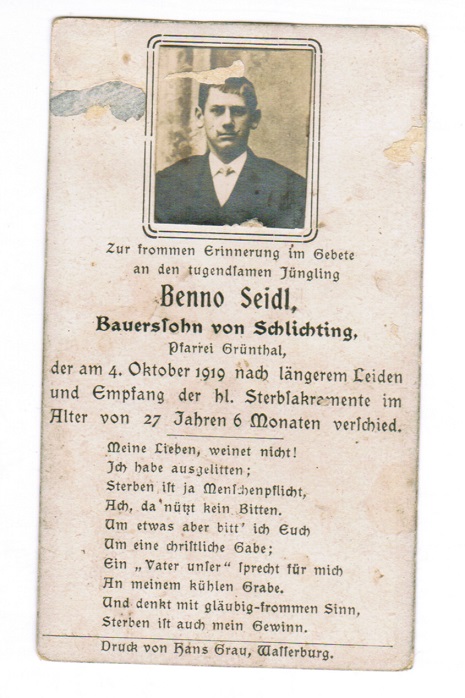 Zur frommen Erinnerung im Gebete
an den tugendſamen Jüngling
Benno Seidl,
Bauersſohn von Schlichting,
Pfarrei Grünthal,
der am 4. Oktober 1919 nach längerem Leiden
und Empfang der hl. Sterbſakramente im
Alter von 27 Jahren 6 Monaten verſchied.
Meine Lieben, weinet nicht!
Ich habe ausgelitten;
Sterben iſt ja Menſchenpflicht,
Ach, da nützt kein Bitten.
Um etwas aber bitt' ich Euch
Um eine chriſtliche Gabe;
Ein „Vater unſer" ſprecht für mich
An meinem kühlen Grabe.
Und denkt mit gläubig-frommen Sinn,
Sterben iſt auch mein Gewinn.
Druck von Hans Grau, Waſſerburg.